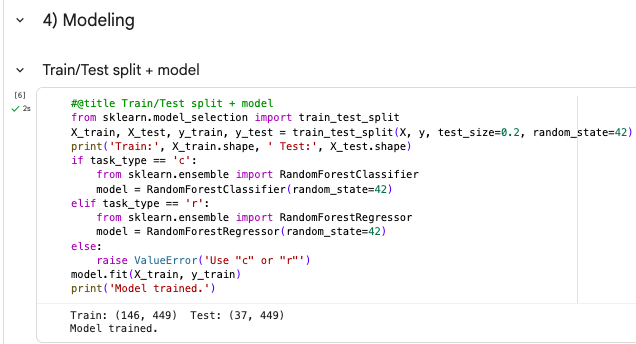 4) Modeling
Train/Test split + model
[6]
2s
#@title Train/Test split + model
from sklearn.model_selection import train_test_split
X_train, X_test, y_train, y_test = train_test_split(X, y, test_size=0.2, random_state=42)
print('Train:', X_train.shape, ' Test:', X_test.shape)
if task_type == 'c':
    from sklearn.ensemble import RandomForestClassifier
    model = RandomForestClassifier(random_state=42)
elif task_type == 'r':
    from sklearn.ensemble import RandomForestRegressor
    model = RandomForestRegressor(random_state=42)
else:
    raise ValueError('Use "c" or "r"')
model.fit(X_train, y_train)
print('Model trained.')
Train: (146, 449)  Test: (37, 449)
Model trained.